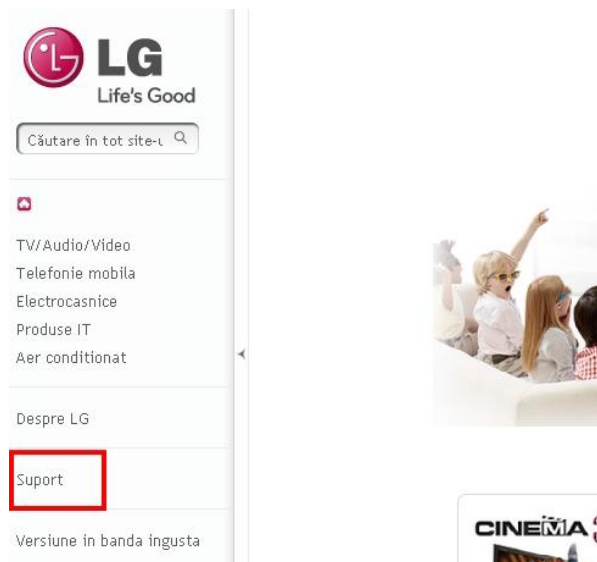 LG
Life's Good
Căutare în tot site-u
TV/Audio/Video
Telefonie mobila
Electrocasnice
Produse IT
Aer conditionat
Despre LG
Suport
Versiune in banda ingusta
CINEMA 3